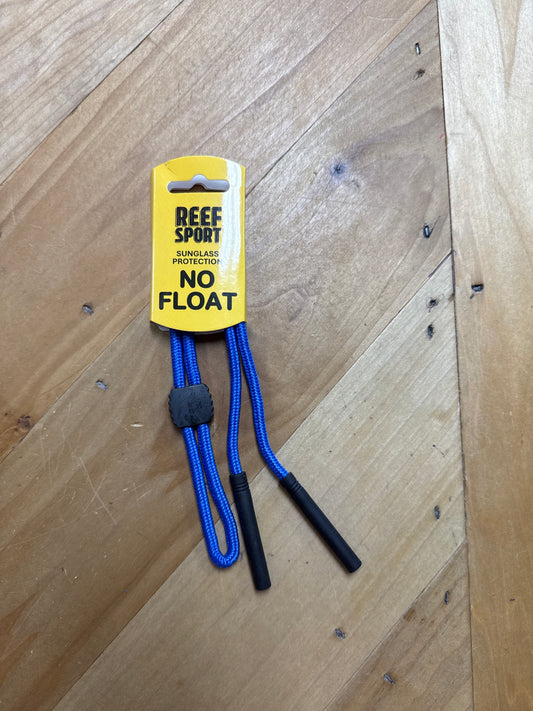 REEF
SPORT
SUNGLASS
PROTECTION
NO
FLOAT